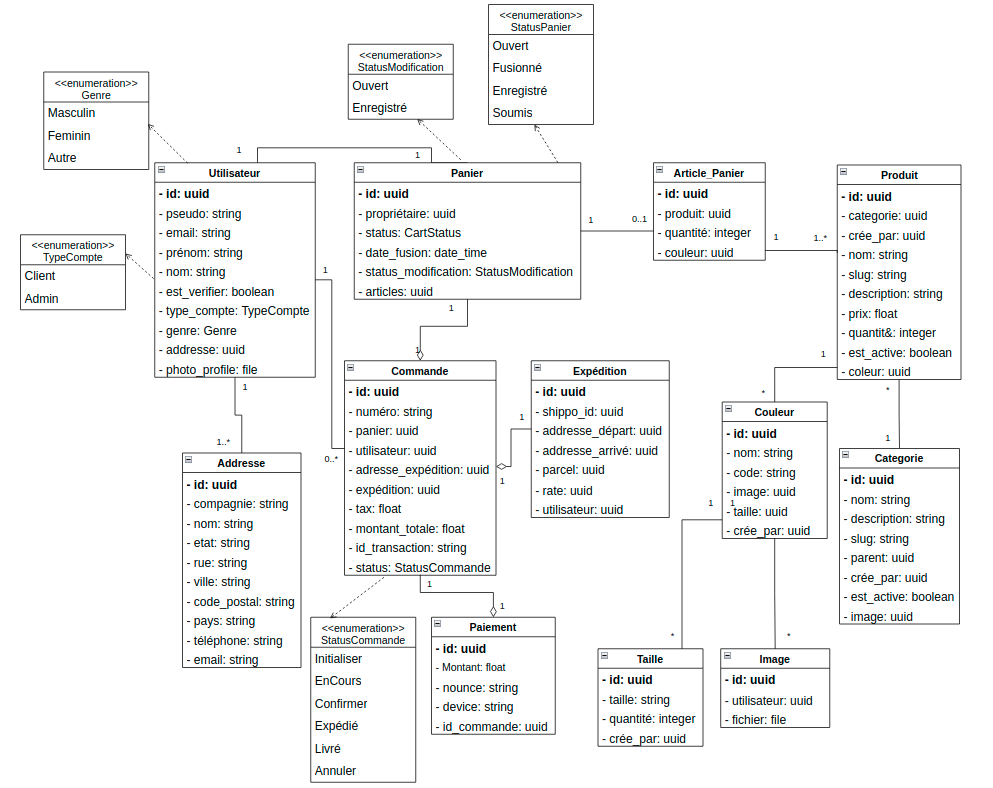 <<enumeration>>
StatusPanier
Ouvert
Fusionné
Enregistré
Soumis
<<enumeration>>
StatusModification
Ouvert
Enregistré
<<enumeration>>
Genre
Masculin
Feminin
Autre
<<enumeration>>
TypeCompte
Client
Admin
1
1
Utilisateur
- id: uuid
- pseudo: string
- email: string
- prénom: string
- nom: string
- est_verifier: boolean
- type_compte: TypeCompte
- genre: Genre
- addresse: uuid
- photo_profile: file
Panier
- id: uuid
- propriétaire: uuid
- status: CartStatus
- date_fusion: date_time
- status_modification: StatusModification
- articles: uuid
1
0..1
Article_Panier
- id: uuid
- produit: uuid
- quantité: integer
- couleur: uuid
1
1..*
Produit
- id: uuid
- categorie: uuid
- crée_par: uuid
- nom: string
- slug: string
- description: string
- prix: float
- quantit&: integer
- est_active: boolean
- coleur: uuid
1
0..*
1
1
1
1..*
Addresse
- id: uuid
- compagnie: string
- nom: string
- etat: string
- rue: string
- ville: string
- code_postal: string
- pays: string
- téléphone: string
- email: string
Commande
- id: uuid
- numéro: string
- panier: uuid
- utilisateur: uuid
- adresse_expédition: uuid
- expédition: uuid
- tax: float
- montant_totale: float
- id_transaction: string
- status: StatusCommande
1
1
Expédition
- id: uuid
- shippo_id: uuid
- addresse_départ: uuid
- addresse_arrivé: uuid
- parcel: uuid
- rate: uuid
- utilisateur: uuid
1
*
Couleur
- id: uuid
- nom: string
- code: string
- image: uuid
- taille: uuid
- crée_par: uuid
*
1
Categorie
- id: uuid
- nom: string
- description: string
- slug: string
- parent: uuid
- crée_par: uuid
- est_active: boolean
- image: uuid
1
1
*
*
1
1
<<enumeration>>
StatusCommande
Initialiser
EnCours
Confirmer
Expédié
Livré
Annuler
Paiement
- id: uuid
- Montant: float
- nounce: string
- device: string
- id_commande: uuid
Taille
- id: uuid
- taille: string
- quantité: integer
- crée_par: uuid
Image
- id: uuid
- utilisateur: uuid
- fichier: file